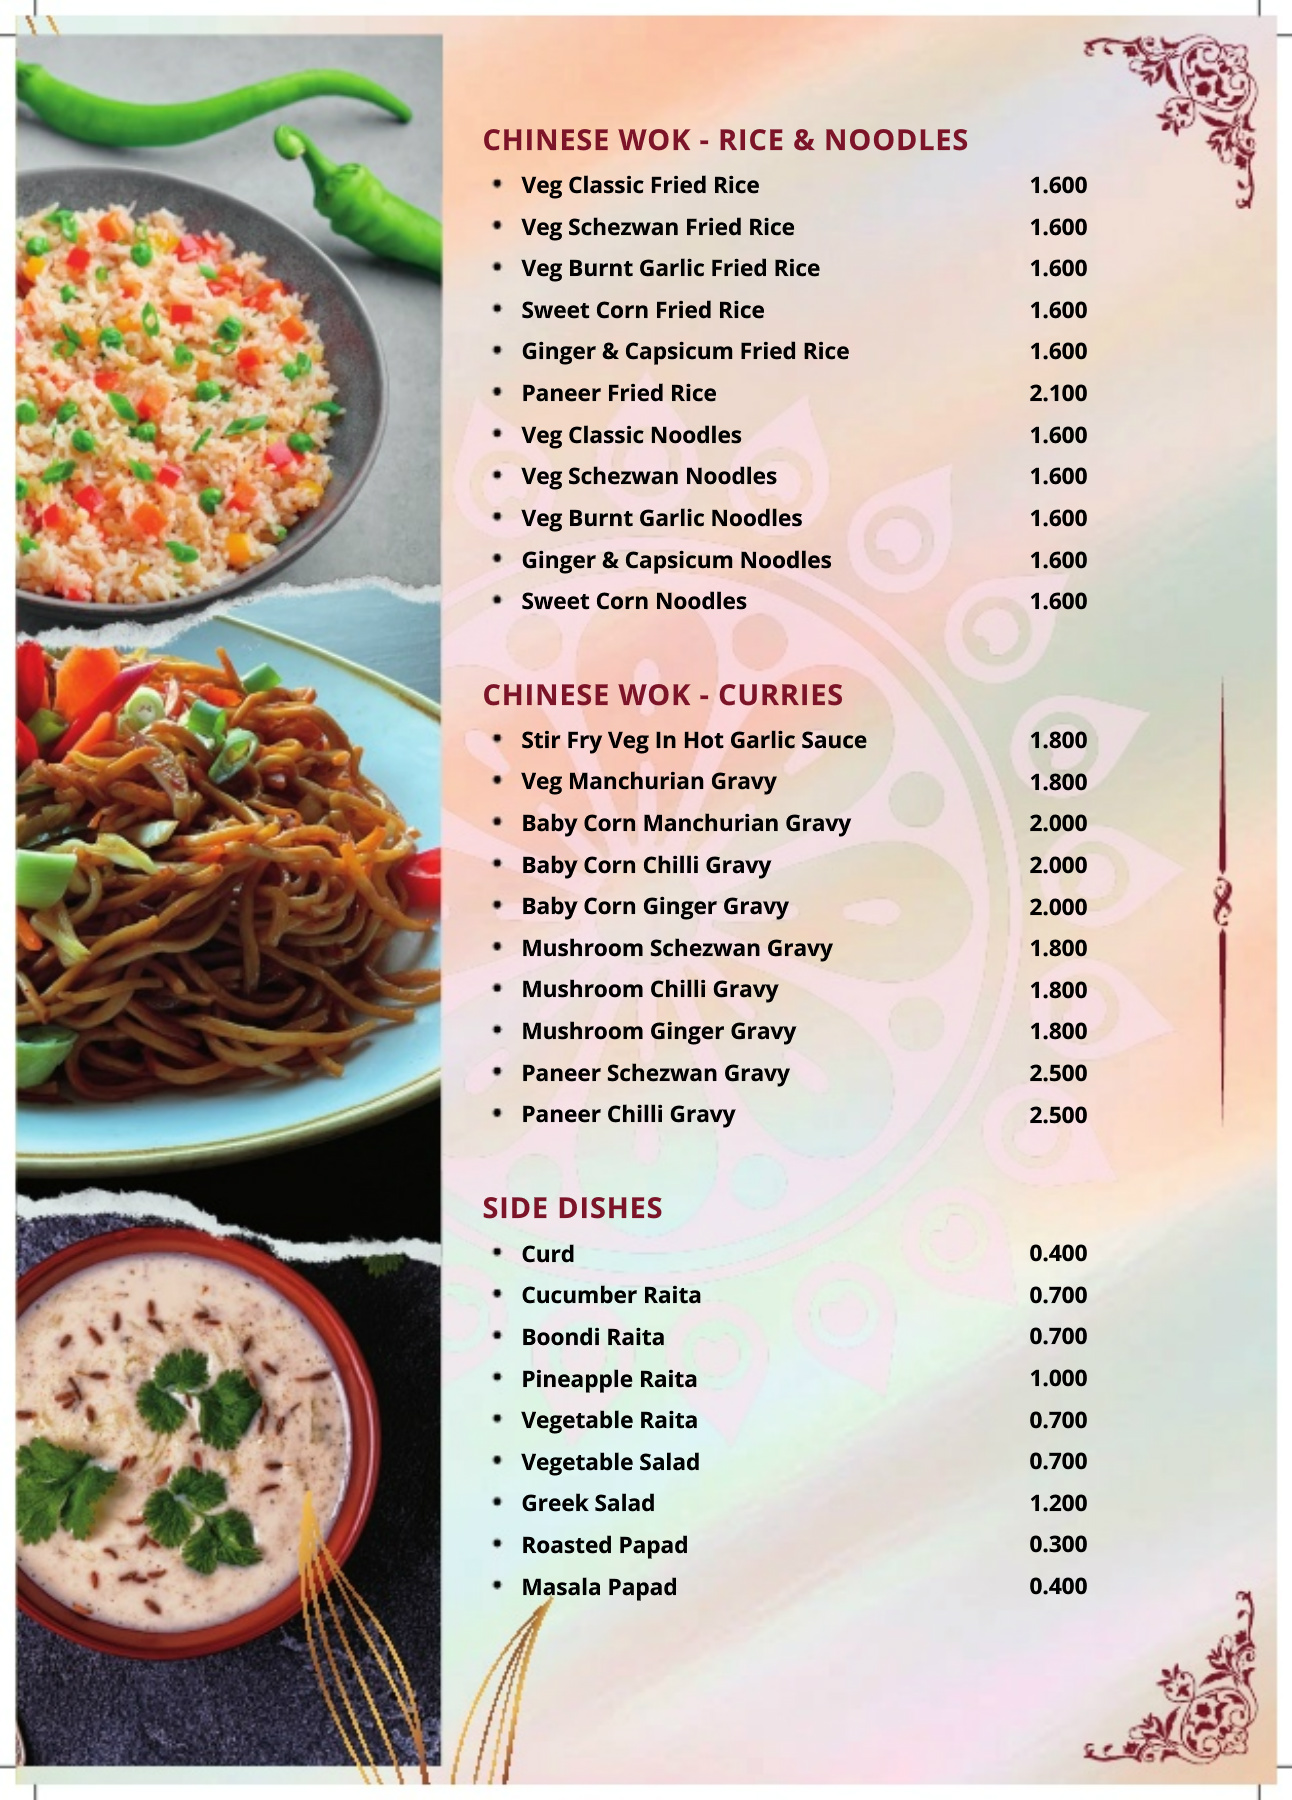 CHINESE WOK - RICE & NOODLES
• Veg Classic Fried Rice 1.600
• Veg Schezwan Fried Rice 1.600
• Veg Burnt Garlic Fried Rice 1.600
• Sweet Corn Fried Rice 1.600
• Ginger & Capsicum Fried Rice 1.600
• Paneer Fried Rice 2.100
• Veg Classic Noodles 1.600
• Veg Schezwan Noodles 1.600
• Veg Burnt Garlic Noodles 1.600
• Ginger & Capsicum Noodles 1.600
• Sweet Corn Noodles 1.600
CHINESE WOK - CURRIES
• Stir Fry Veg In Hot Garlic Sauce 1.800
• Veg Manchurian Gravy 1.800
• Baby Corn Manchurian Gravy 2.000
• Baby Corn Chilli Gravy 2.000
• Baby Corn Ginger Gravy 2.000
• Mushroom Schezwan Gravy 1.800
• Mushroom Chilli Gravy 1.800
• Mushroom Ginger Gravy 1.800
• Paneer Schezwan Gravy 2.500
• Paneer Chilli Gravy 2.500
SIDE DISHES
• Curd 0.400
• Cucumber Raita 0.700
• Boondi Raita 0.700
• Pineapple Raita 1.000
• Vegetable Raita 0.700
• Vegetable Salad 0.700
• Greek Salad 1.200
• Roasted Papad 0.300
• Masala Papad 0.400